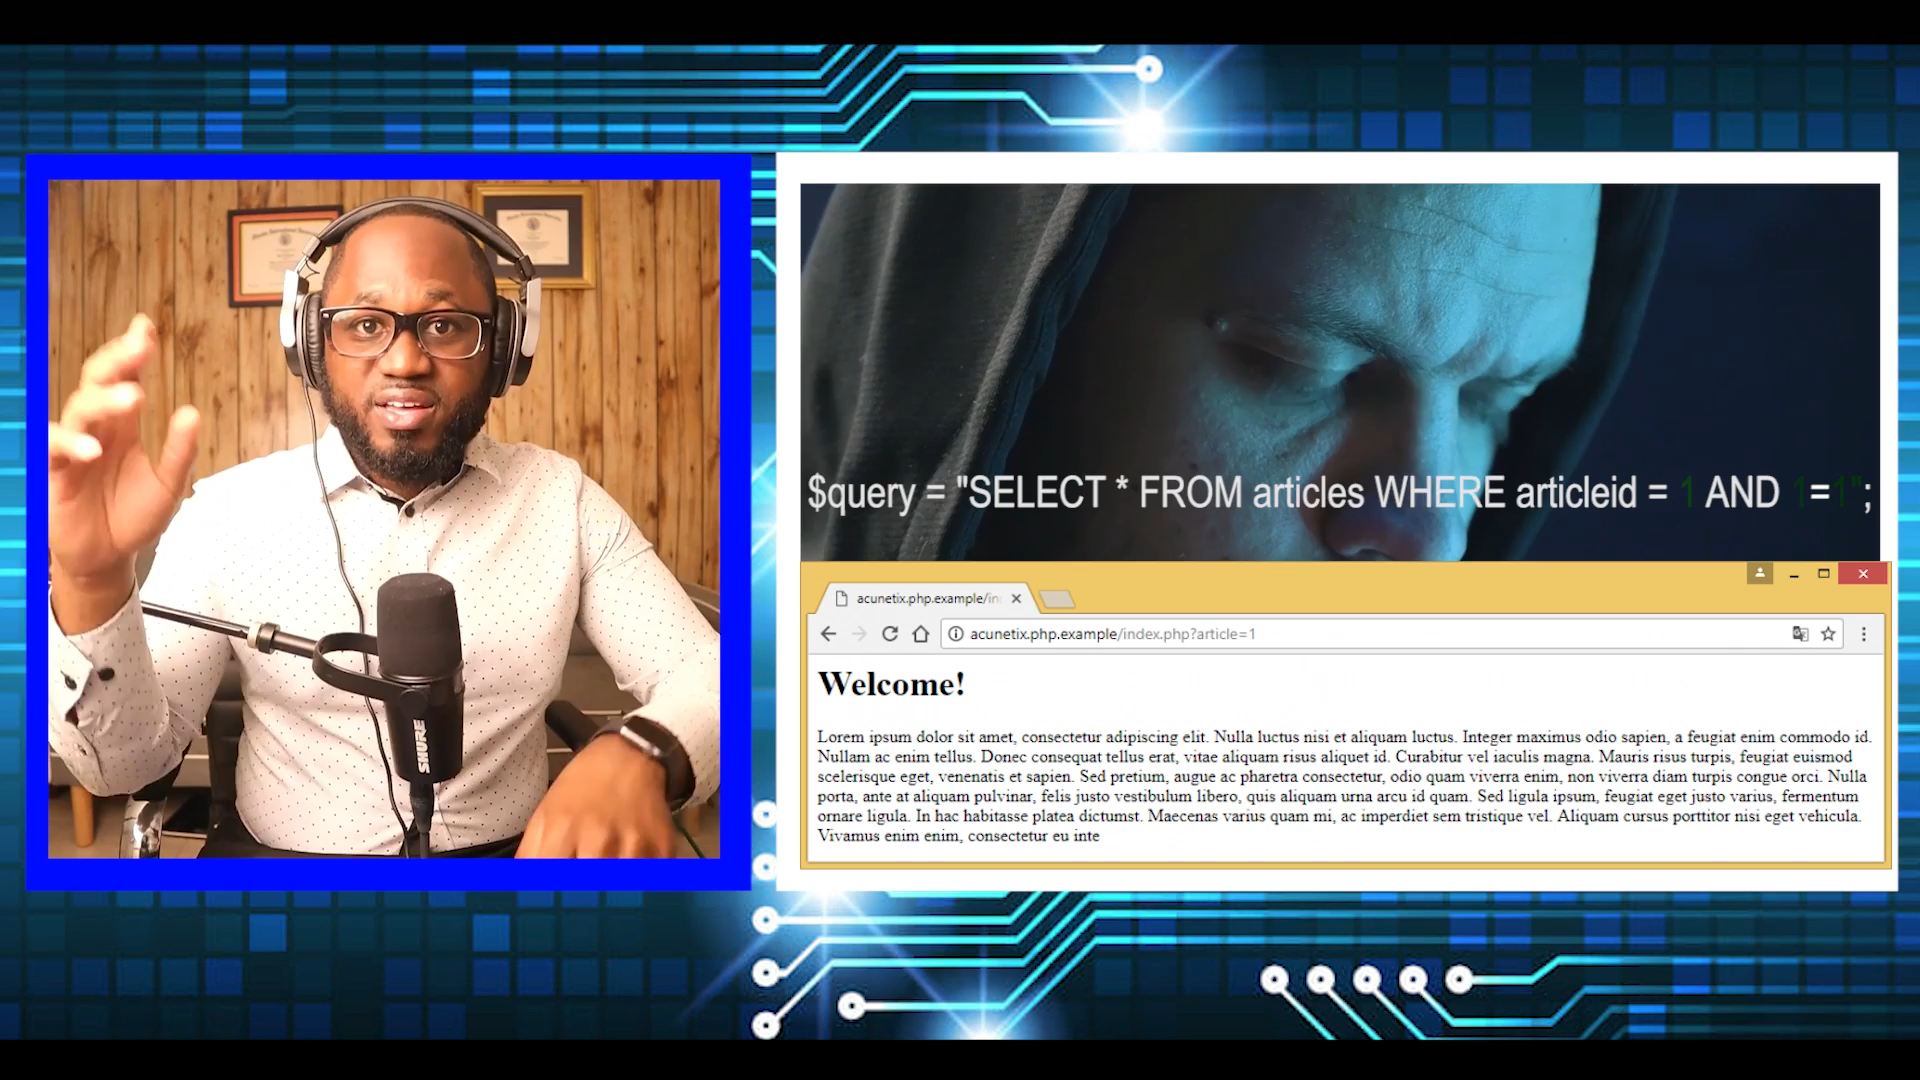 $query = "SELECT * FROM articles WHERE articleid = 1 AND 1=1";
acunetix.php.example/in
acunetix.php.example/index.php?article=1
Welcome!
Lorem ipsum dolor sit amet, consectetur adipiscing elit. Nulla luctus nisi et aliquam luctus. Integer maximus odio sapien, a feugiat enim commodo id.
Nullam ac enim tellus. Donec consequat tellus erat, vitae aliquam risus aliquet id. Curabitur vel iaculis magna. Mauris risus turpis, feugiat euismod
scelerisque eget, venenatis et sapien. Sed pretium, augue ac pharetra consectetur, odio quam viverra enim, non viverra diam turpis congue orci. Nulla
porta, ante at aliquam pulvinar, felis justo vestibulum libero, quis aliquam urna arcu id quam. Sed ligula ipsum, feugiat eget justo varius, fermentum
ornare ligula. In hac habitasse platea dictumst. Maecenas varius quam mi, ac imperdiet sem tristique vel. Aliquam cursus porttitor nisi eget vehicula.
Vivamus enim enim, consectetur eu inte
SHURE